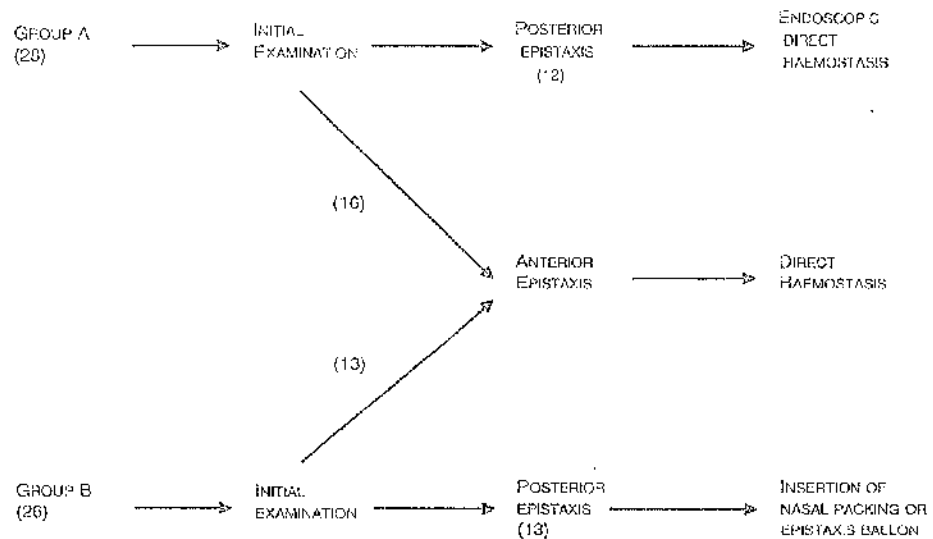 GROUP A
(28)
INITIAL
EXAMINATION
POSTERIOR
EPISTAXIS
(12)
ENDOSCOPIC
DIRECT
HAEMOSTASIS
(16)
ANTERIOR
EPISTAXIS
DIRECT
HAEMOSTASIS
(13)
GROUP B
(26)
INITIAL
EXAMINATION
POSTERIOR
EPISTAXIS
(13)
INSERTION OF
NASAL PACKING OR
EPISTAXIS BALLON